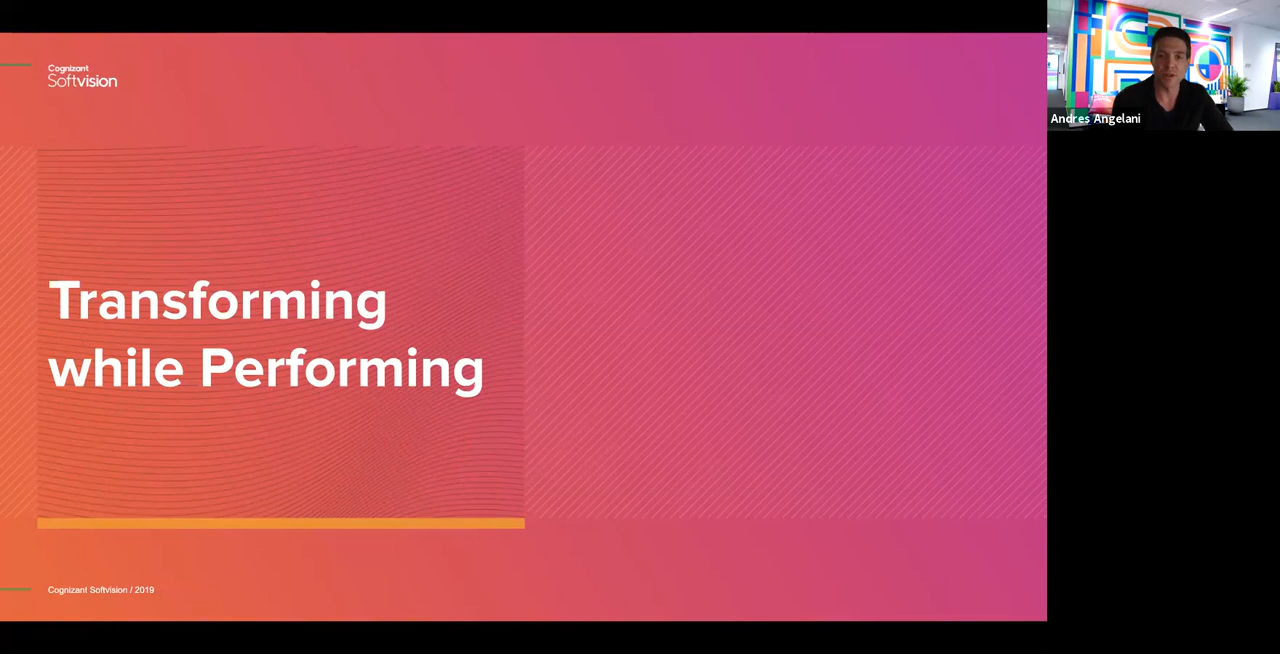 Cognizant
Softvision
Transforming
while Performing
Cognizant Softvision / 2019
Andres Angelani